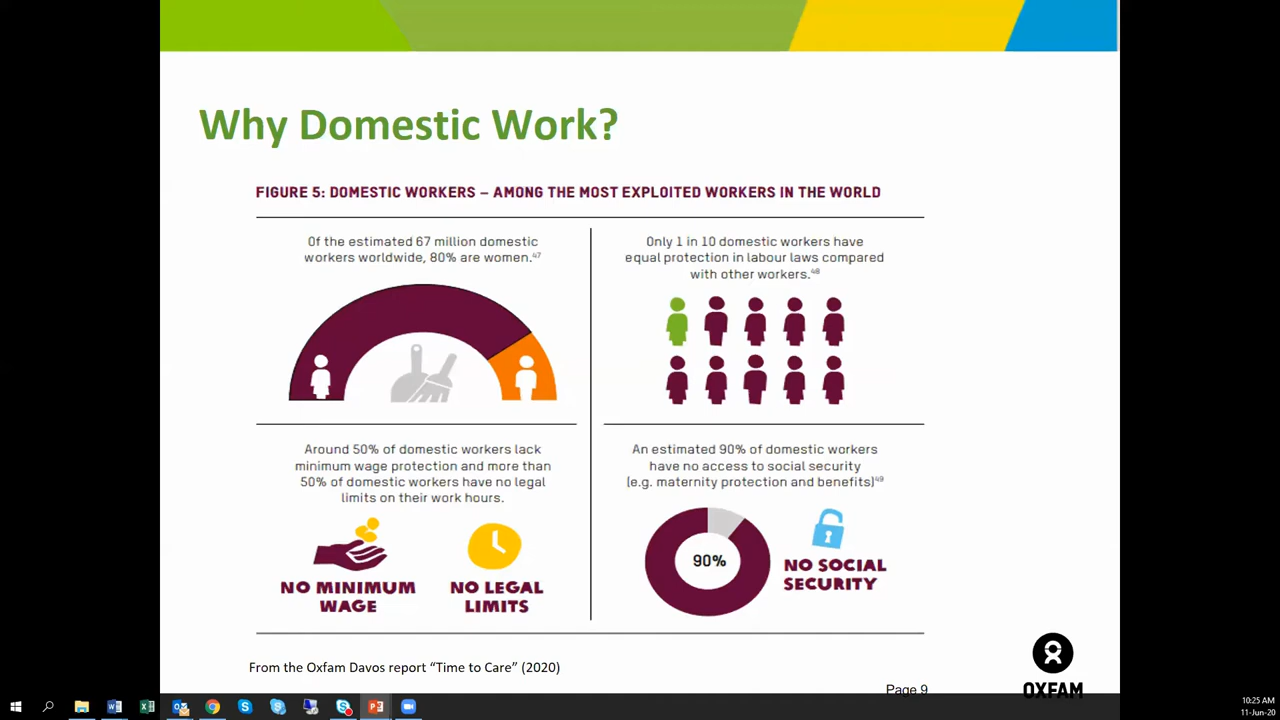 Why Domestic Work?
FIGURE 5: DOMESTIC WORKERS – AMONG THE MOST EXPLOITED WORKERS IN THE WORLD
Of the estimated 67 million domestic
workers worldwide, 80% are women.47
Only 1 in 10 domestic workers have
equal protection in labour laws compared
with other workers.48
Around 50% of domestic workers lack
minimum wage protection and more than
50% of domestic workers have no legal
limits on their work hours.
NO MINIMUM
WAGE
NO LEGAL
LIMITS
An estimated 90% of domestic workers
have no access to social security
(e.g. maternity protection and benefits)49
90%
NO SOCIAL
SECURITY
From the Oxfam Davos report “Time to Care” (2020)
Page 9
OXFAM
10:25 AM
11-Jun-20